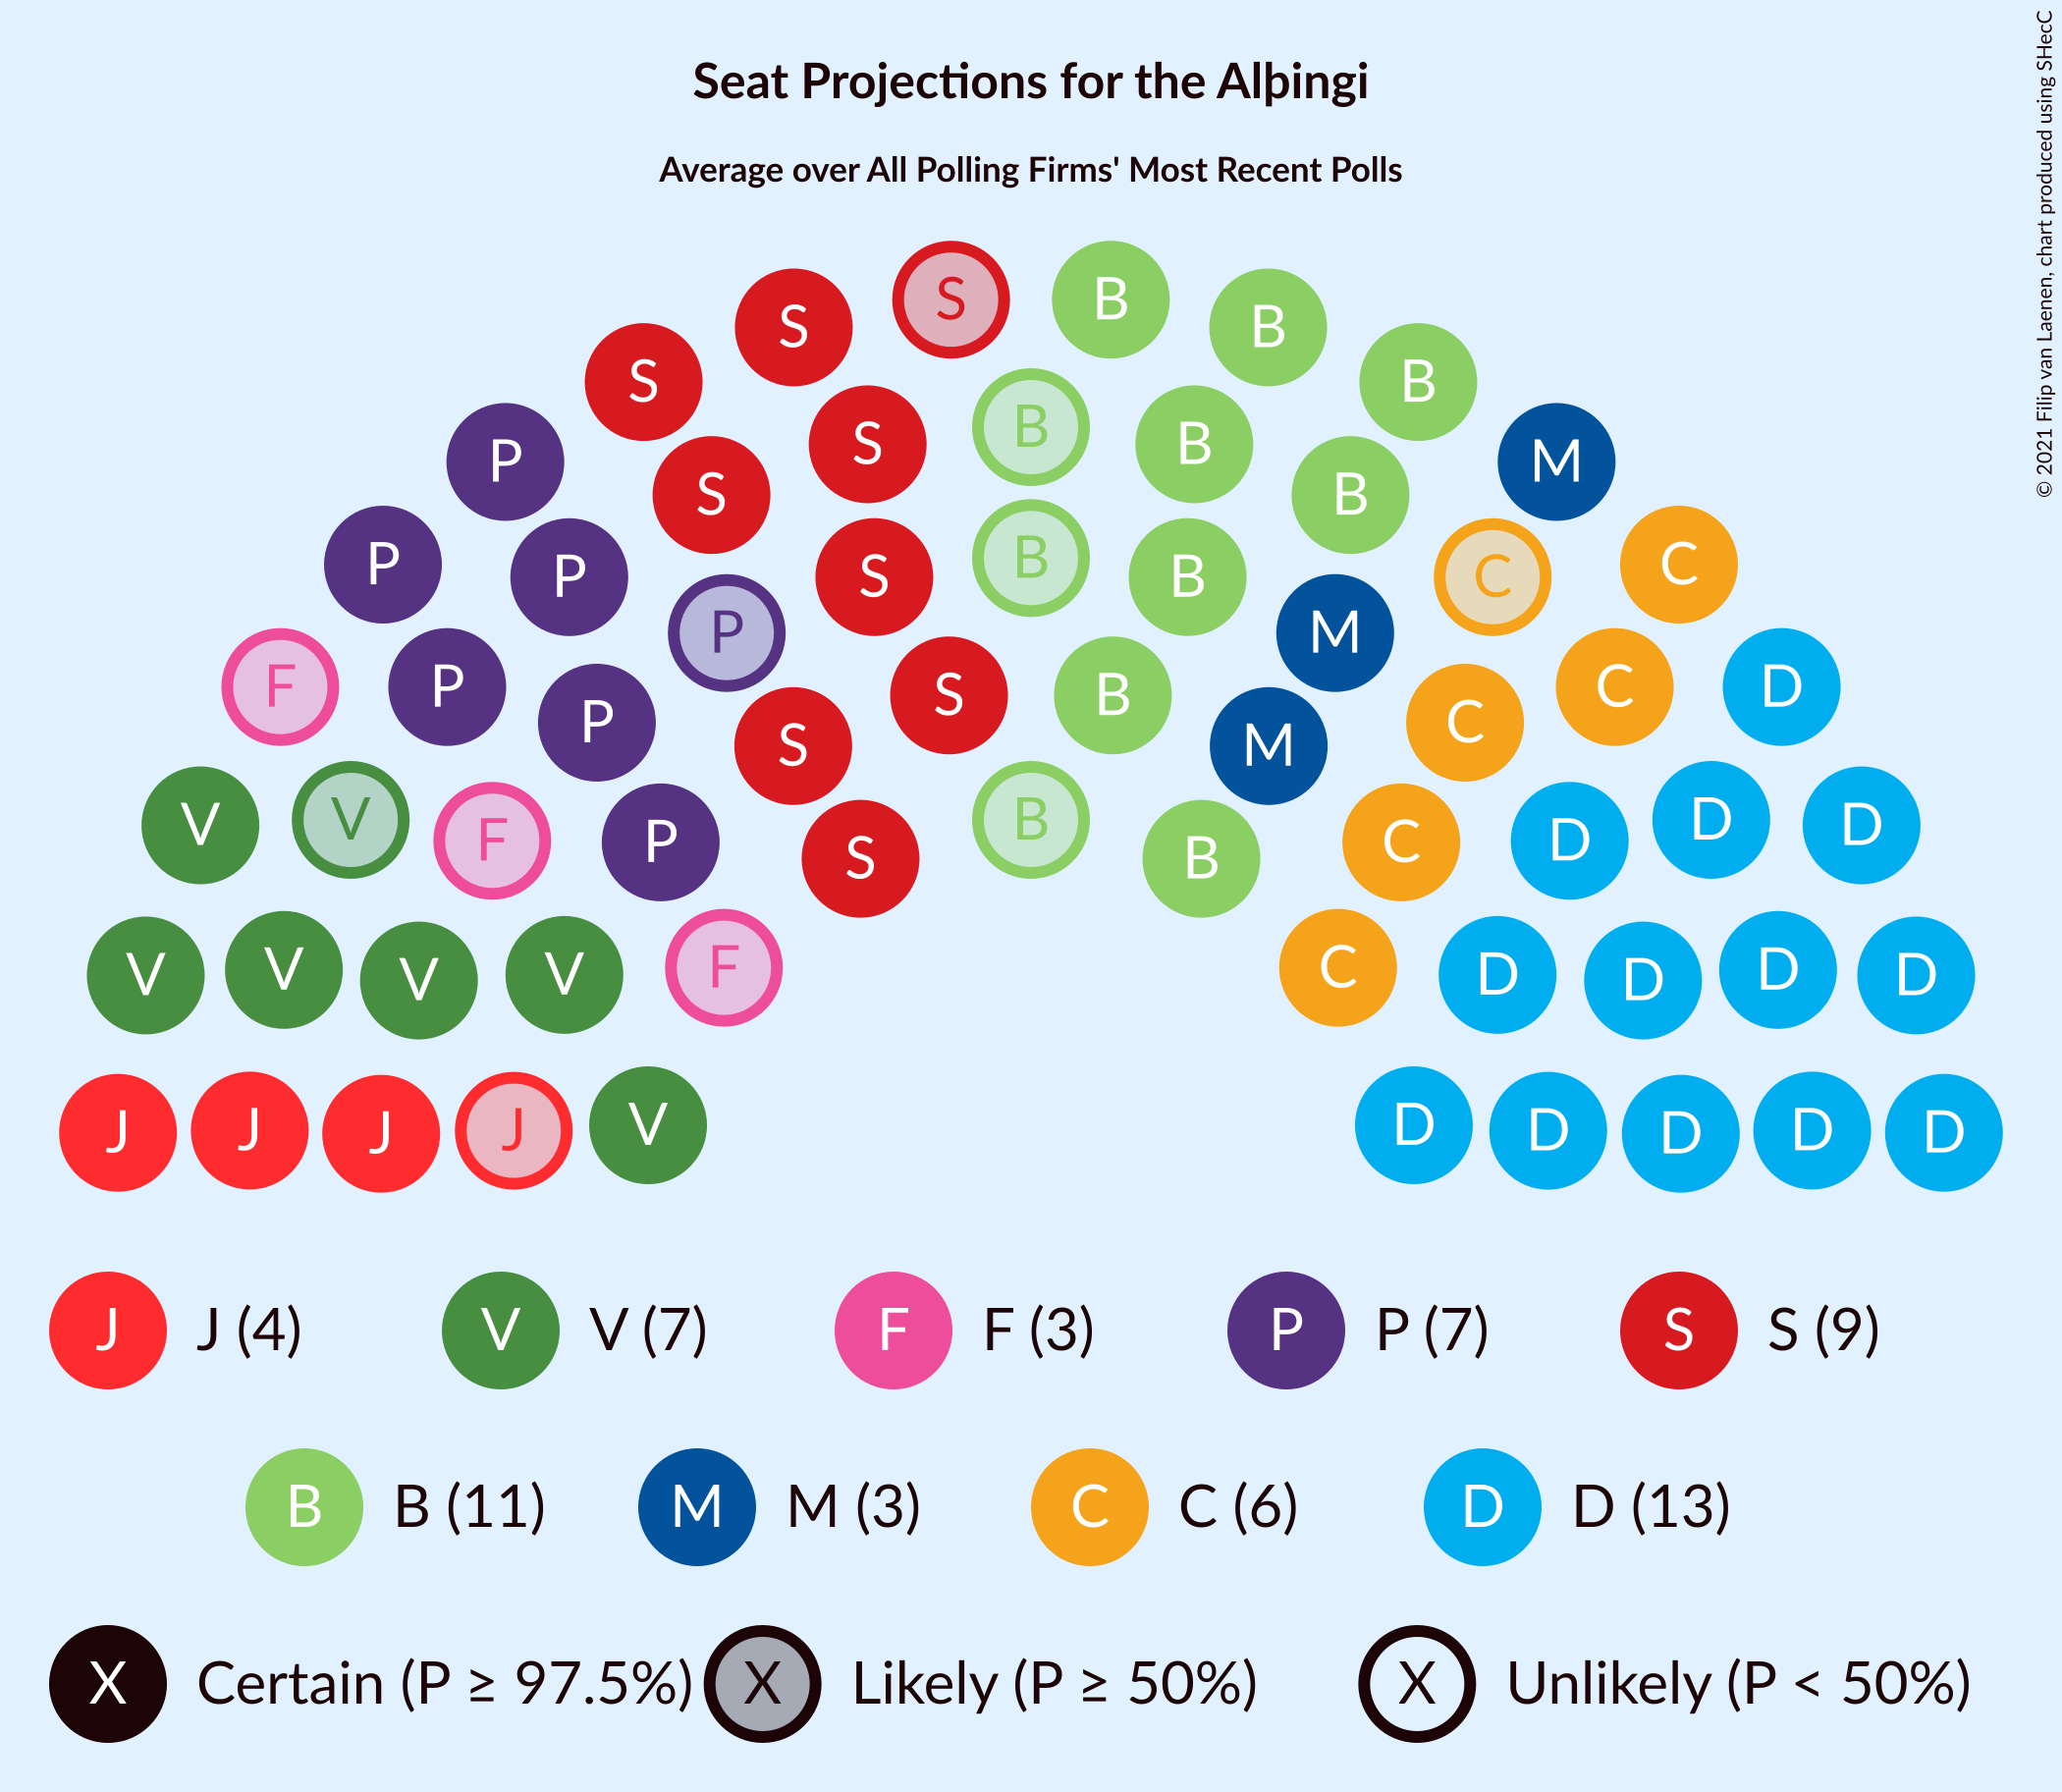 Seat Projections for the Alþingi
Average over All Polling Firms' Most Recent Polls
© 2021 Filip van Laenen, chart produced using SHecC
S B
S B
S B
B
S B
P M
S B
P C
P C
S B
B
P M
F D
P C
S B
P C
S M
V D
V D
F D
P C
S B
B
V D
V D
V D
V D
F C
J D
J D
J D
J D
V D
J J (4) V V (7) F F (3) P P (7) S S (9)
B B (11) M M (3) C C (6) D D (13)
X Certain (P ≥ 97.5%) X Likely (P ≥ 50%) X Unlikely (P < 50%)